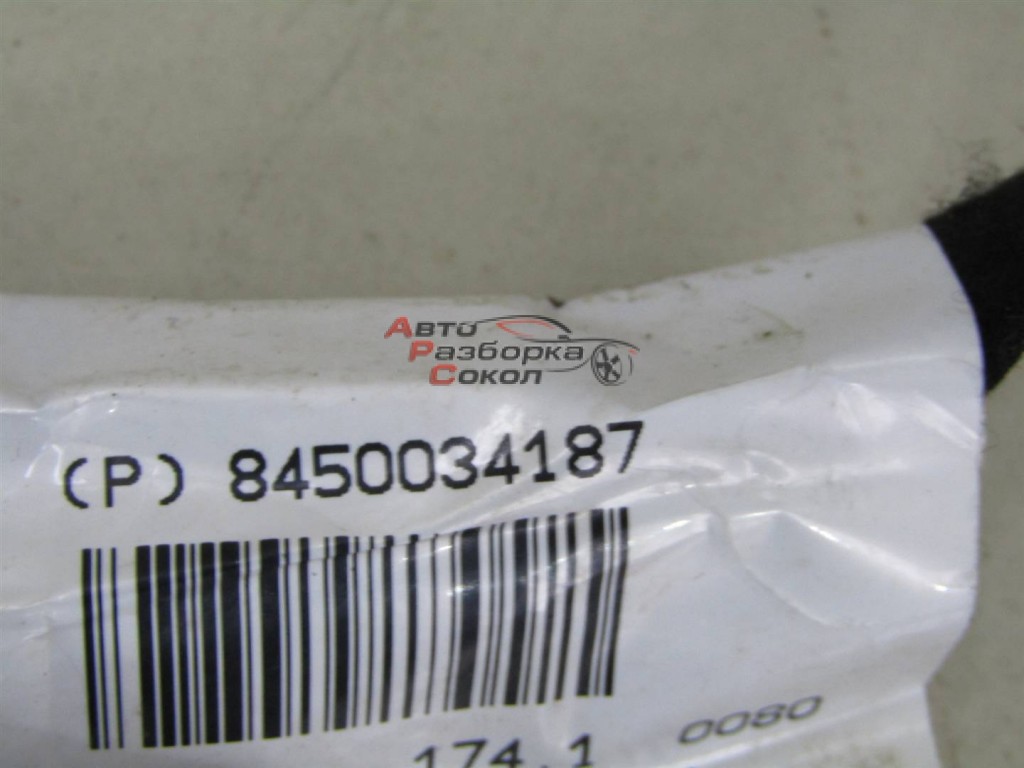 Авто
Разборка
Сокол
(P) 8450034187
174.1 0080